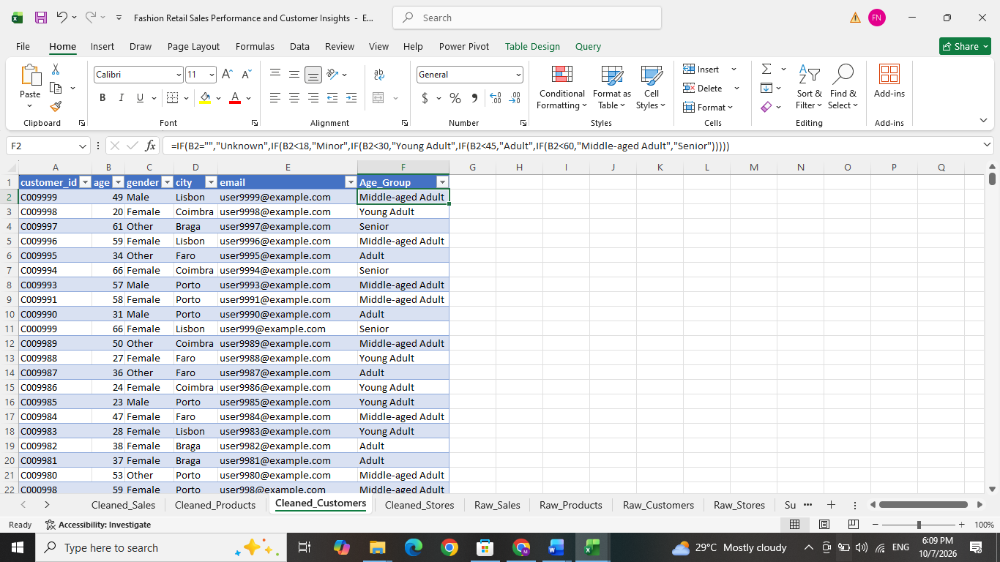 Fashion Retail Sales Performance and Customer Insights - E...
Search
FN
File Home Insert Draw Page Layout Formulas Data Review View Help Power Pivot Table Design Query
Share
Paste
Clipboard
Calibri 11
B I U
Font
Alignment
General
Number
Conditional Formatting
Format as Table
Cell Styles
Styles
Insert
Delete
Format
Cells
Sort & Filter
Find & Select
Editing
Add-ins
Add-ins
F2
fx =IF(B2="","Unknown",IF(B2<18,"Minor",IF(B2<30,"Young Adult",IF(B2<45,"Adult",IF(B2<60,"Middle-aged Adult","Senior")))))
A B C D E F G H I J K L M N O P Q
1 customer_id age gender city email Age_Group
2 C009999 49 Male Lisbon user9999@example.com Middle-aged Adult
3 C009998 20 Female Coimbra user9998@example.com Young Adult
4 C009997 61 Other Braga user9997@example.com Senior
5 C009996 59 Female Lisbon user9996@example.com Middle-aged Adult
6 C009995 34 Other Faro user9995@example.com Adult
7 C009994 66 Female Coimbra user9994@example.com Senior
8 C009993 57 Male Porto user9993@example.com Middle-aged Adult
9 C009991 58 Female Porto user9991@example.com Middle-aged Adult
10 C009990 31 Male Porto user9990@example.com Adult
11 C000999 66 Female Lisbon user999@example.com Senior
12 C009989 50 Other Coimbra user9989@example.com Middle-aged Adult
13 C009988 27 Female Faro user9988@example.com Young Adult
14 C009987 36 Other Faro user9987@example.com Adult
15 C009986 24 Female Coimbra user9986@example.com Young Adult
16 C009985 23 Male Porto user9985@example.com Young Adult
17 C009984 47 Female Faro user9984@example.com Middle-aged Adult
18 C009983 28 Female Lisbon user9983@example.com Young Adult
19 C009982 38 Female Braga user9982@example.com Adult
20 C009981 37 Female Braga user9981@example.com Adult
21 C009980 53 Other Porto user9980@example.com Middle-aged Adult
22 C000998 59 Female Porto user998@example.com Middle-aged Adult
Cleaned_Sales Cleaned_Products Cleaned_Customers Cleaned_Stores Raw_Sales Raw_Products Raw_Customers Raw_Stores Su ...
Ready Accessibility: Investigate 100%
Type here to search
29°C Mostly cloudy
ENG
6:09 PM
10/7/2026